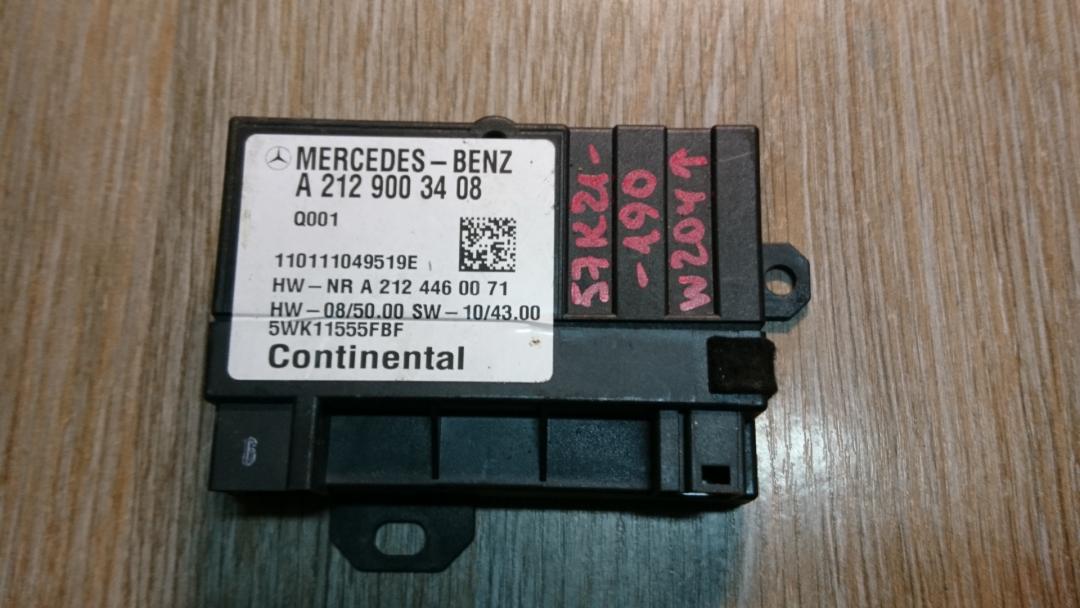 MERCEDES-BENZ
A 212 900 34 08
Q001
110111049519E
HW-NR A 212 446 00 71
HW-08/50.00 SW-10/43.00
5WK11555FBF
Continental
57K21-
-190
W204↑
6